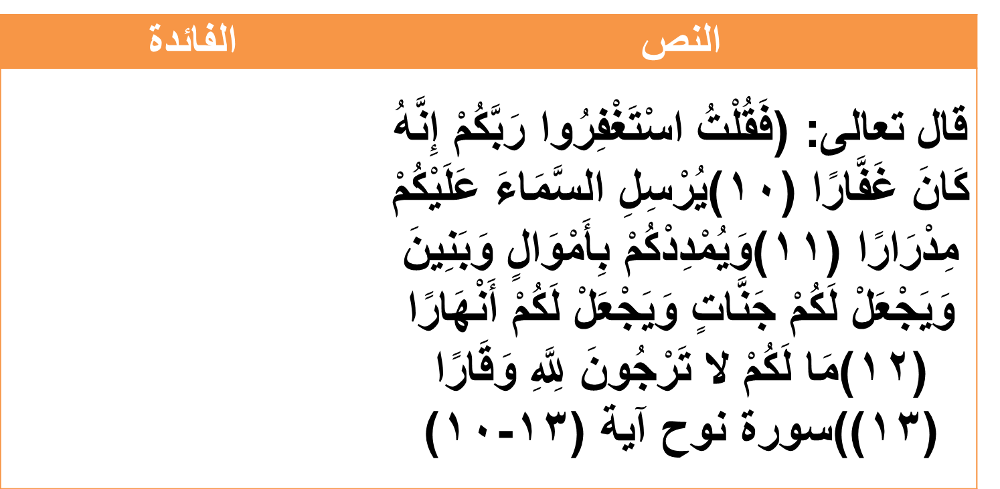 النص
الفائدة
قال تعالى: (فَقُلْتُ اسْتَغْفِرُوا رَبَّكُمْ إِنَّهُ
كَانَ غَفَّارًا (١٠)يُرْسِلِ السَّمَاءَ عَلَيْكُمْ
مِدْرَارًا (١١)وَيُمْدِدْكُمْ بِأَمْوَالٍ وَبَنِينَ
وَيَجْعَلْ لَكُمْ جَنَّاتٍ وَيَجْعَلْ لَكُمْ أَنْهَارًا
(١٢)مَا لَكُمْ لا تَرْجُونَ لِلَّهِ وَقَارًا
(١٣))سورة نوح آية (١٣-١٠)